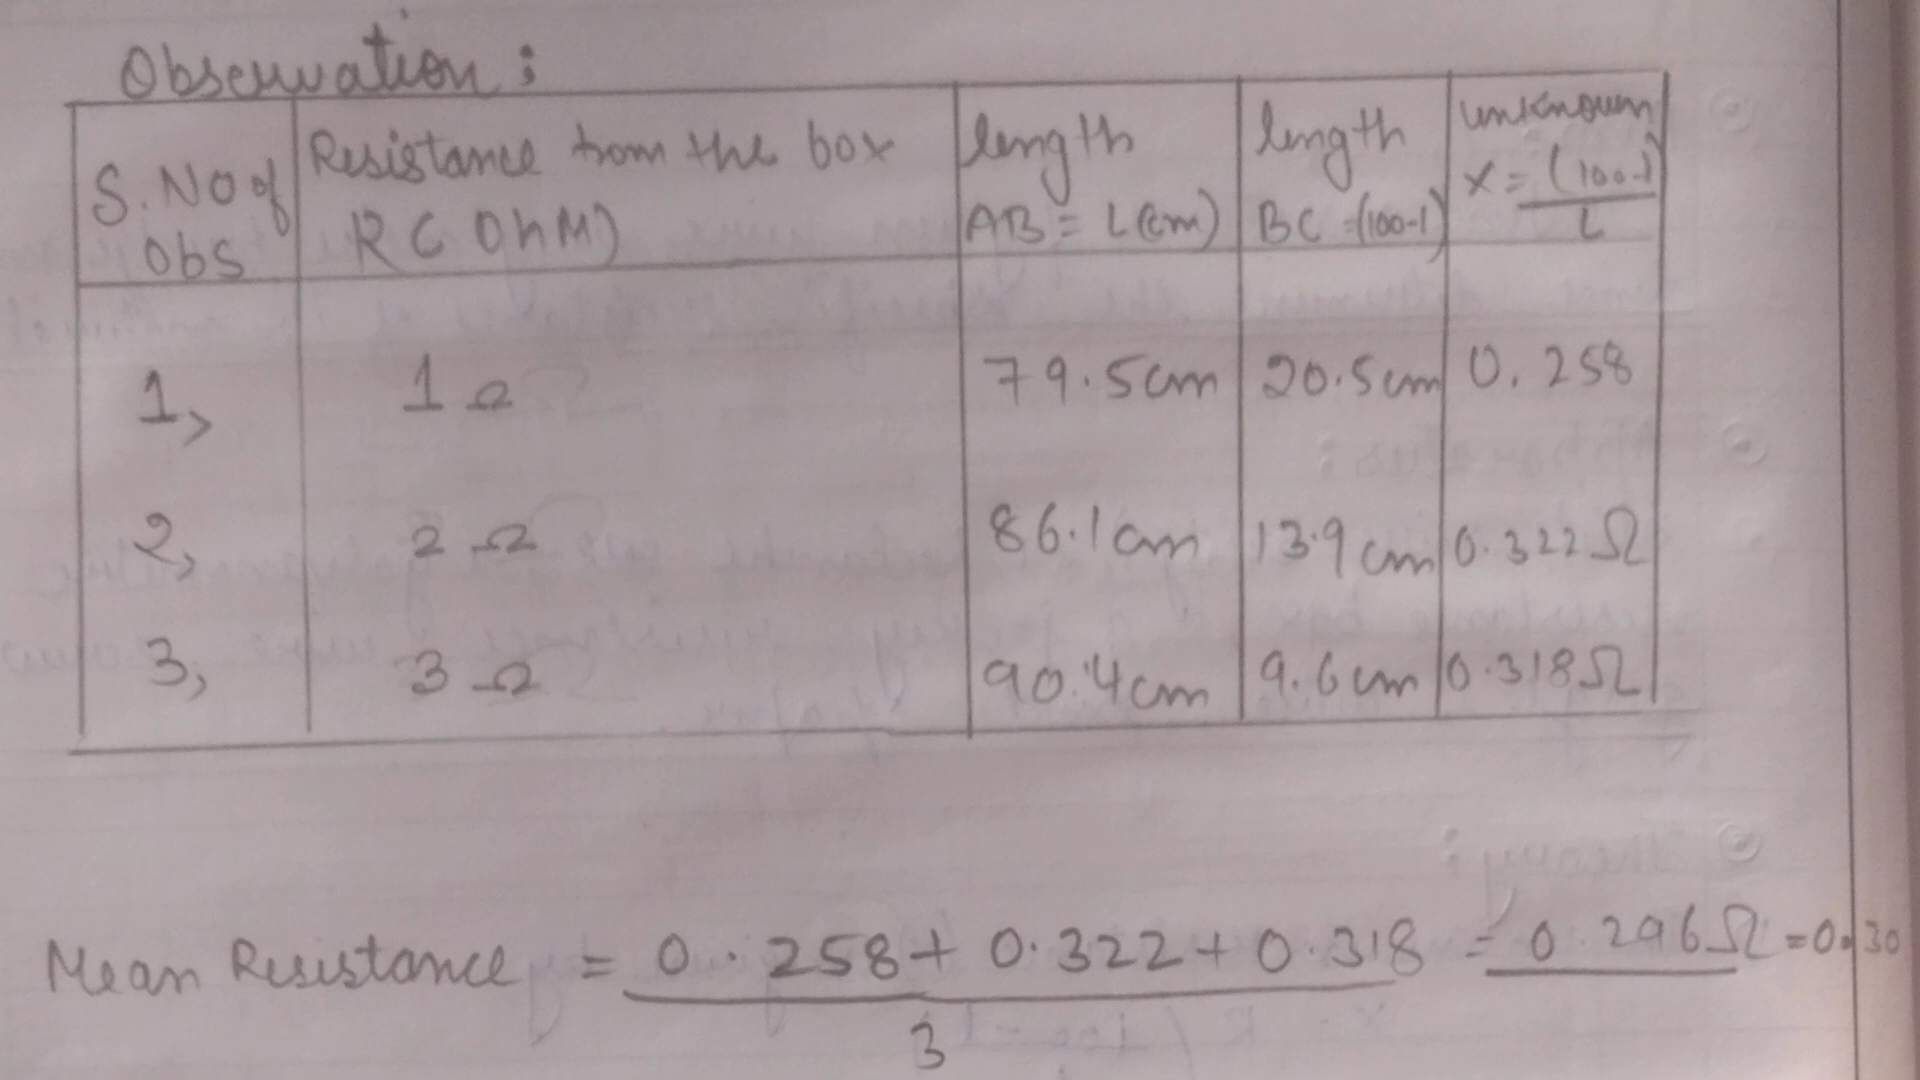 Observation :
S. No of Obs | Resistance from the box R ( OhM) | length AB = L(cm) | length BC =(100-l) | unknown X = (100-l) / L
1, | 1 Ω | 79.5cm | 20.5cm | 0.258
2, | 2 Ω | 86.1cm | 13.9 cm | 0.322 Ω
3, | 3 Ω | 90.4cm | 9.6cm | 0.318 Ω
Mean Resistance = 0.258 + 0.322 + 0.318 = 0.296 Ω = 0.30
3